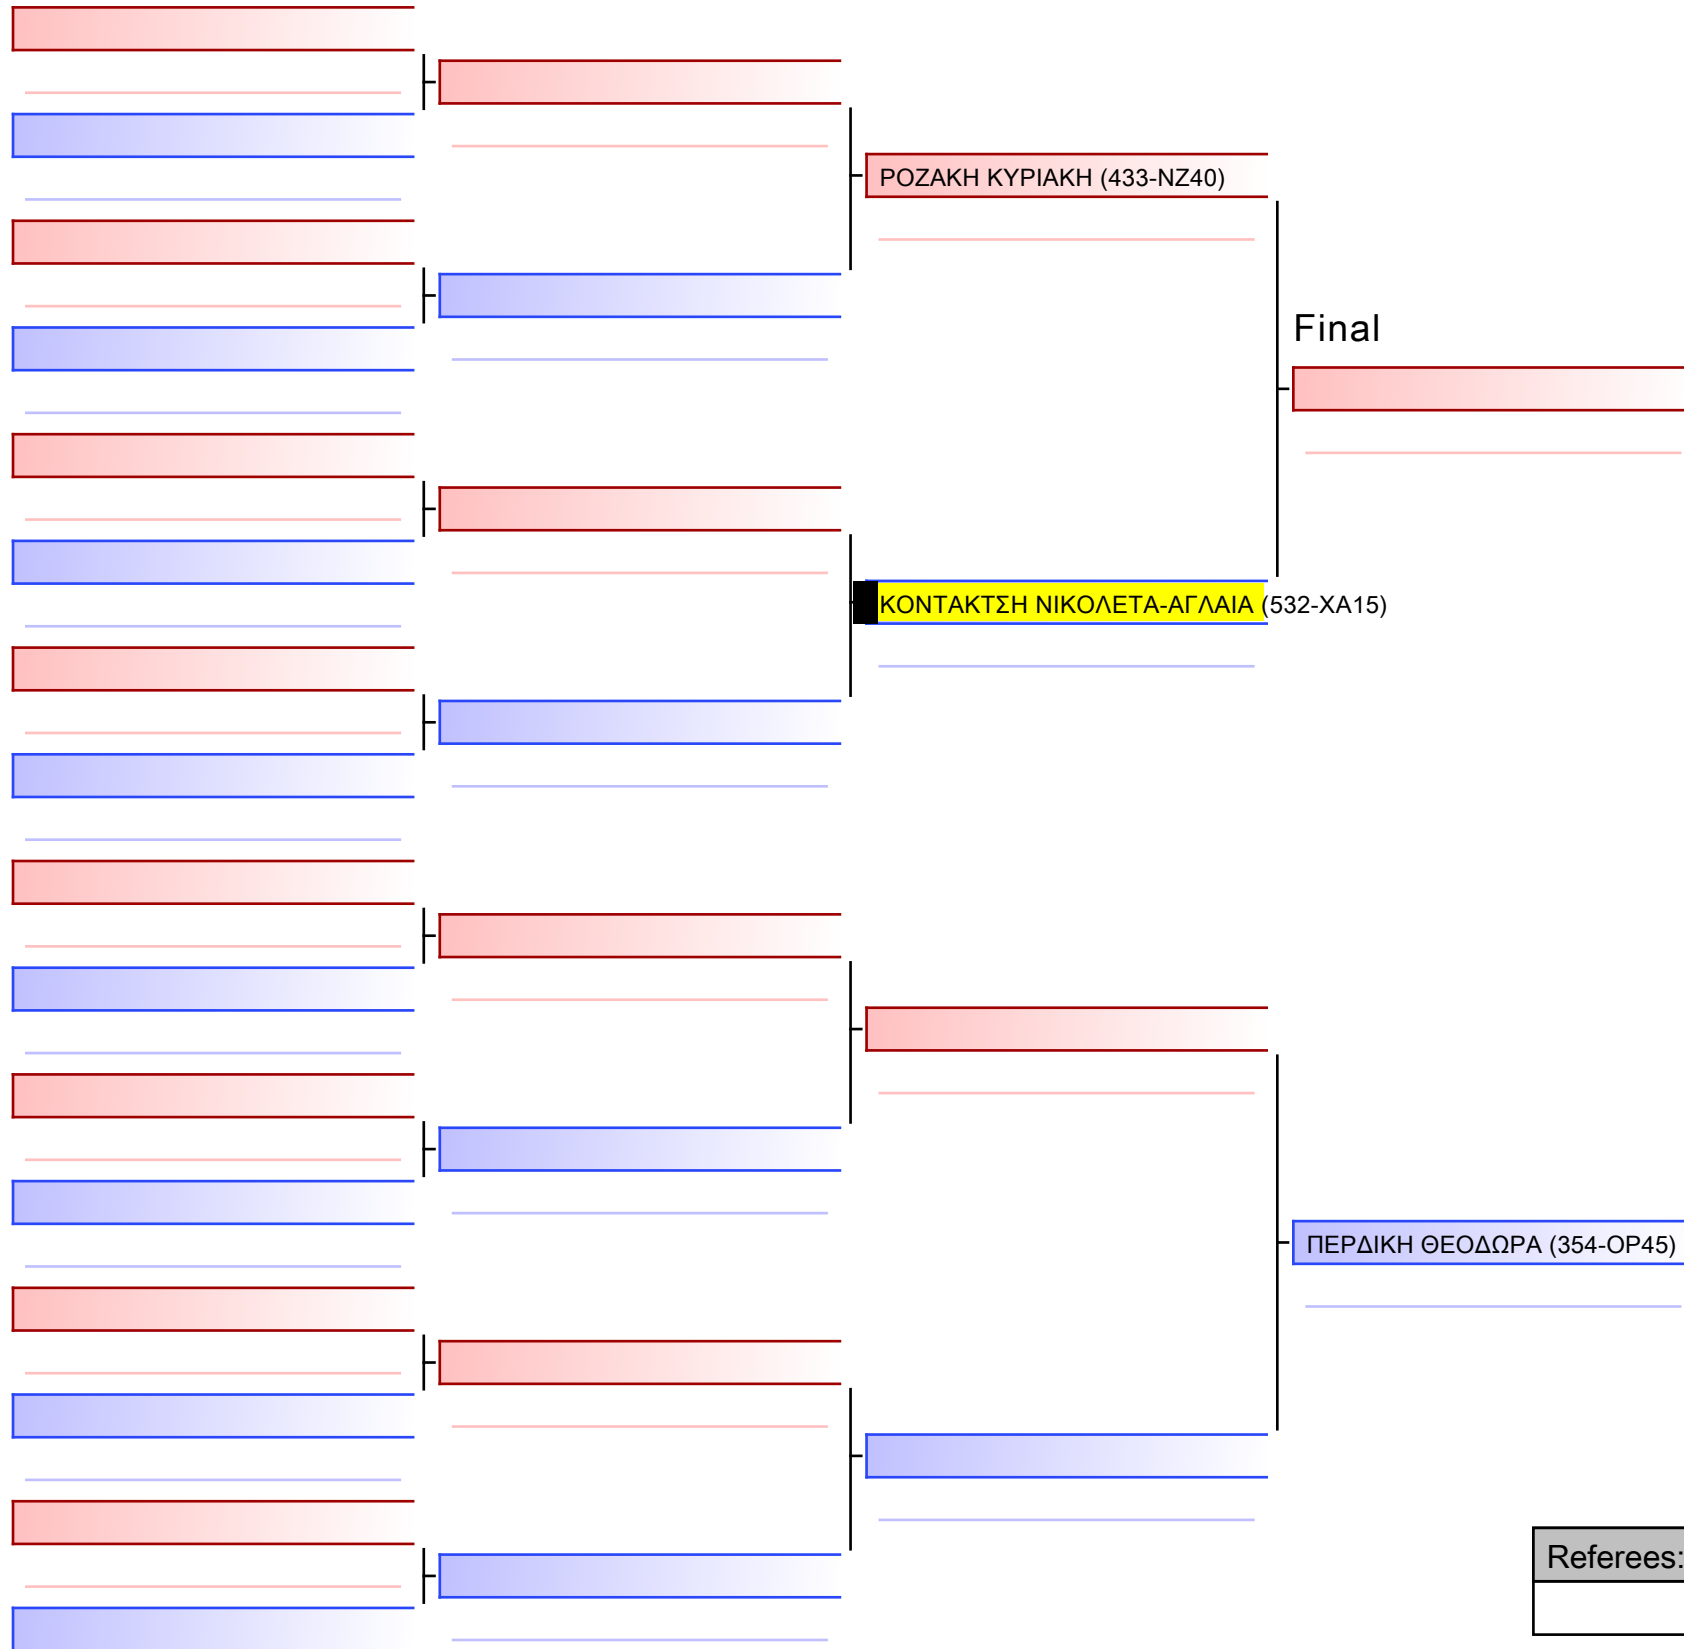 ΡΟΖΑΚΗ ΚΥΡΙΑΚΗ (433-ΝΖ40)
Final
ΚΟΝΤΑΚΤΣΗ ΝΙΚΟΛΕΤΑ-ΑΓΛΑΙΑ (532-ΧΑ15)
ΠΕΡΔΙΚΗ ΘΕΟΔΩΡΑ (354-ΟΡ45)
Referees: